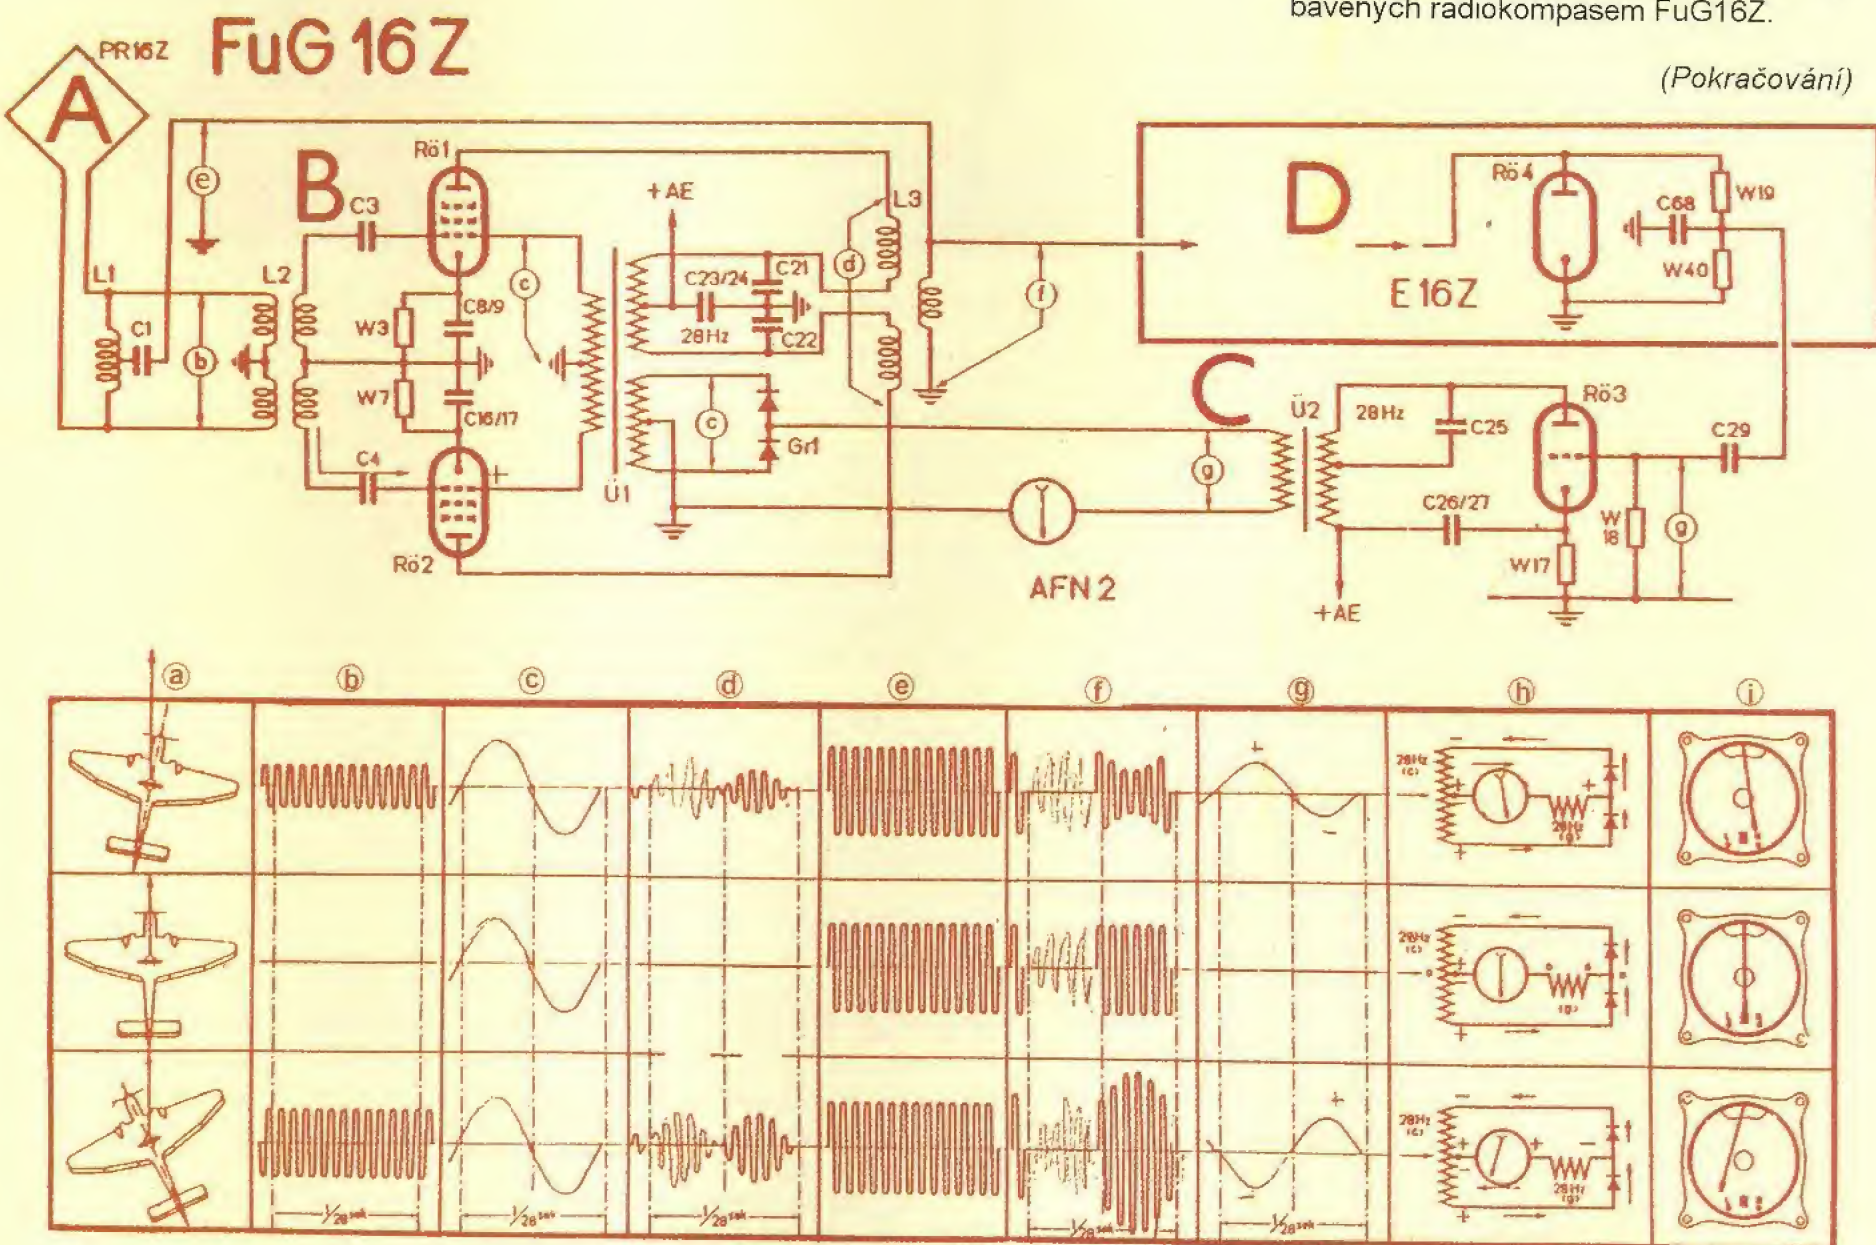 bavených radiokompasem FuG16Z.
(Pokračování)
FuG 16 Z
PR16Z
A
B
C
D
E 16 Z
Rö1
Rö2
Rö3
Rö4
e
C3
+AE
L3
d
C23/24
C21
28Hz
C22
f
L1
C1
b
L2
W3
C8/9
c
W7
C16/17
C4
+
Ü1
c
Gr1
AFN 2
g
Ü2
28Hz
C25
C26/27
W17
W
18
g
C29
+AE
C68
W19
W40
a b c d e f g h i
+
-
28Hz
(c)
- + + +
28Hz
(g)
28Hz
(c)
- + +
(g)
+
-
28Hz
(c)
- + + - - +
28Hz
(g)
1/28 sek 1/28 sek 1/28 sek 1/28 sek 1/28 sek